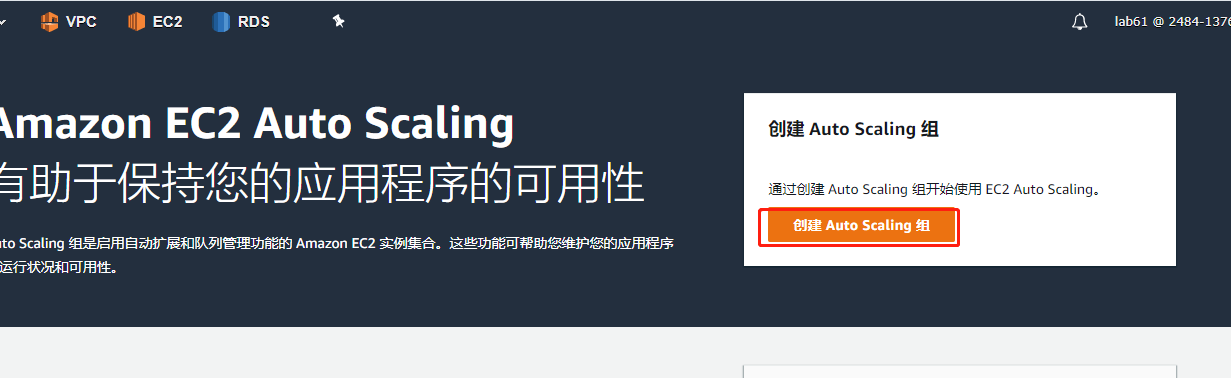 VPC EC2 RDS lab61 @ 2484-1376
Amazon EC2 Auto Scaling
有助于保持您的应用程序的可用性
uto Scaling 组是启用自动扩展和队列管理功能的 Amazon EC2 实例集合。这些功能可帮助您维护您的应用程序
运行状况和可用性。
创建 Auto Scaling 组
通过创建 Auto Scaling 组开始使用 EC2 Auto Scaling。
创建 Auto Scaling 组